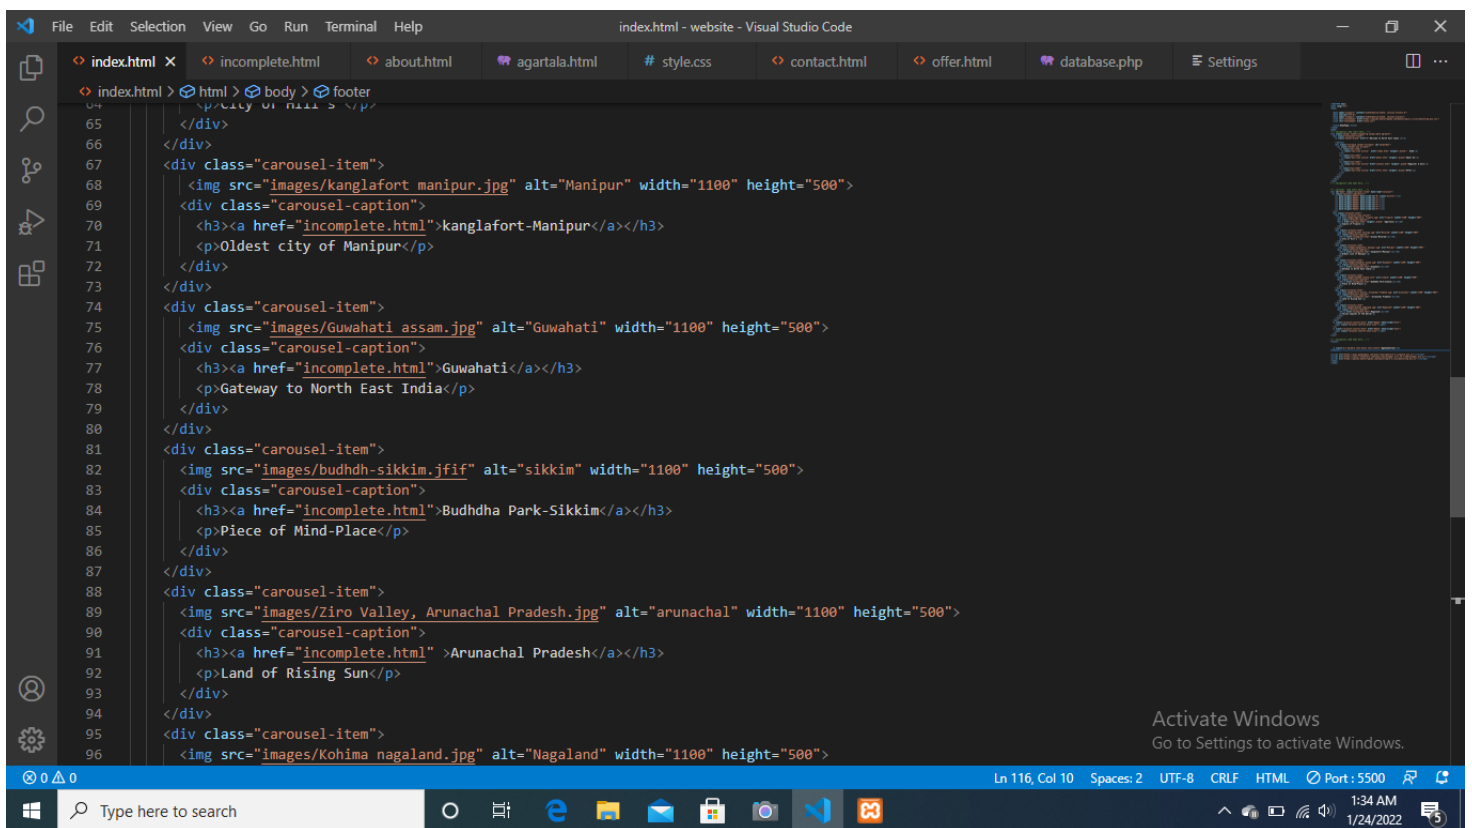 File Edit Selection View Go Run Terminal Help index.html - website - Visual Studio Code
index.html incomplete.html about.html agartala.html # style.css contact.html offer.html database.php Settings
index.html > html > body > footer
64 <p>City of Hill's </p>
65 </div>
66 </div>
67 <div class="carousel-item">
68 <img src="images/kanglafort manipur.jpg" alt="Manipur" width="1100" height="500">
69 <div class="carousel-caption">
70 <h3><a href="incomplete.html">kanglafort-Manipur</a></h3>
71 <p>Oldest city of Manipur</p>
72 </div>
73 </div>
74 <div class="carousel-item">
75 <img src="images/Guwahati assam.jpg" alt="Guwahati" width="1100" height="500">
76 <div class="carousel-caption">
77 <h3><a href="incomplete.html">Guwahati</a></h3>
78 <p>Gateway to North East India</p>
79 </div>
80 </div>
81 <div class="carousel-item">
82 <img src="images/budhdh-sikkim.jfif" alt="sikkim" width="1100" height="500">
83 <div class="carousel-caption">
84 <h3><a href="incomplete.html">Budhdha Park-Sikkim</a></h3>
85 <p>Piece of Mind-Place</p>
86 </div>
87 </div>
88 <div class="carousel-item">
89 <img src="images/Ziro Valley, Arunachal Pradesh.jpg" alt="arunachal" width="1100" height="500">
90 <div class="carousel-caption">
91 <h3><a href="incomplete.html" >Arunachal Pradesh</a></h3>
92 <p>Land of Rising Sun</p>
93 </div>
94 </div>
95 <div class="carousel-item">
96 <img src="images/Kohima nagaland.jpg" alt="Nagaland" width="1100" height="500">
Activate Windows
Go to Settings to activate Windows.
0 0 Ln 116, Col 10 Spaces: 2 UTF-8 CRLF HTML Port : 5500
Type here to search
1:34 AM
1/24/2022
5